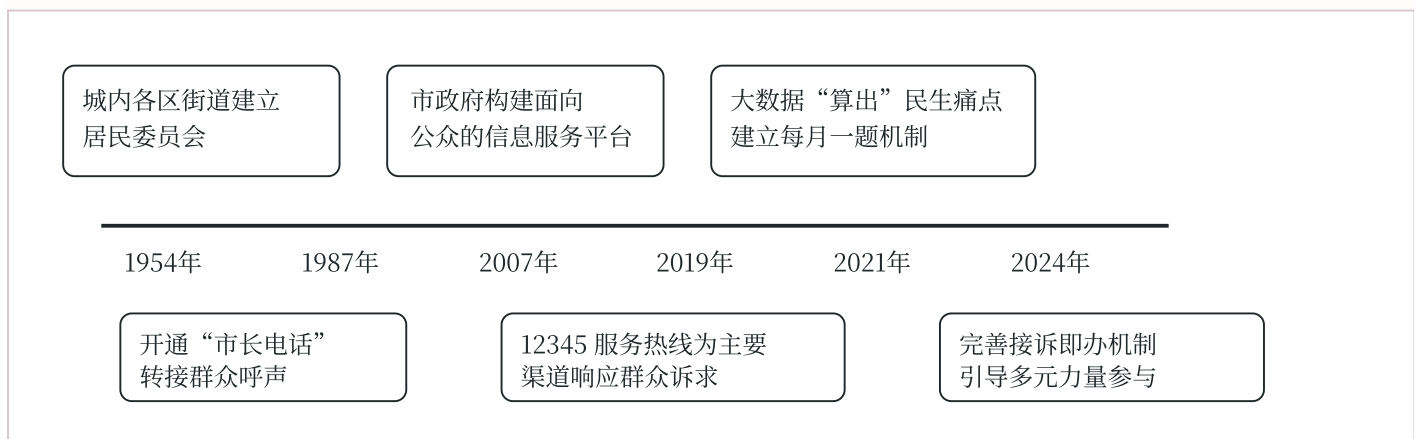 城内各区街道建立
居民委员会
市政府构建面向
公众的信息服务平台
大数据“算出”民生痛点
建立每月一题机制
1954年
1987年
2007年
2019年
2021年
2024年
开通“市长电话”
转接群众呼声
12345 服务热线为主要
渠道响应群众诉求
完善接诉即办机制
引导多元力量参与